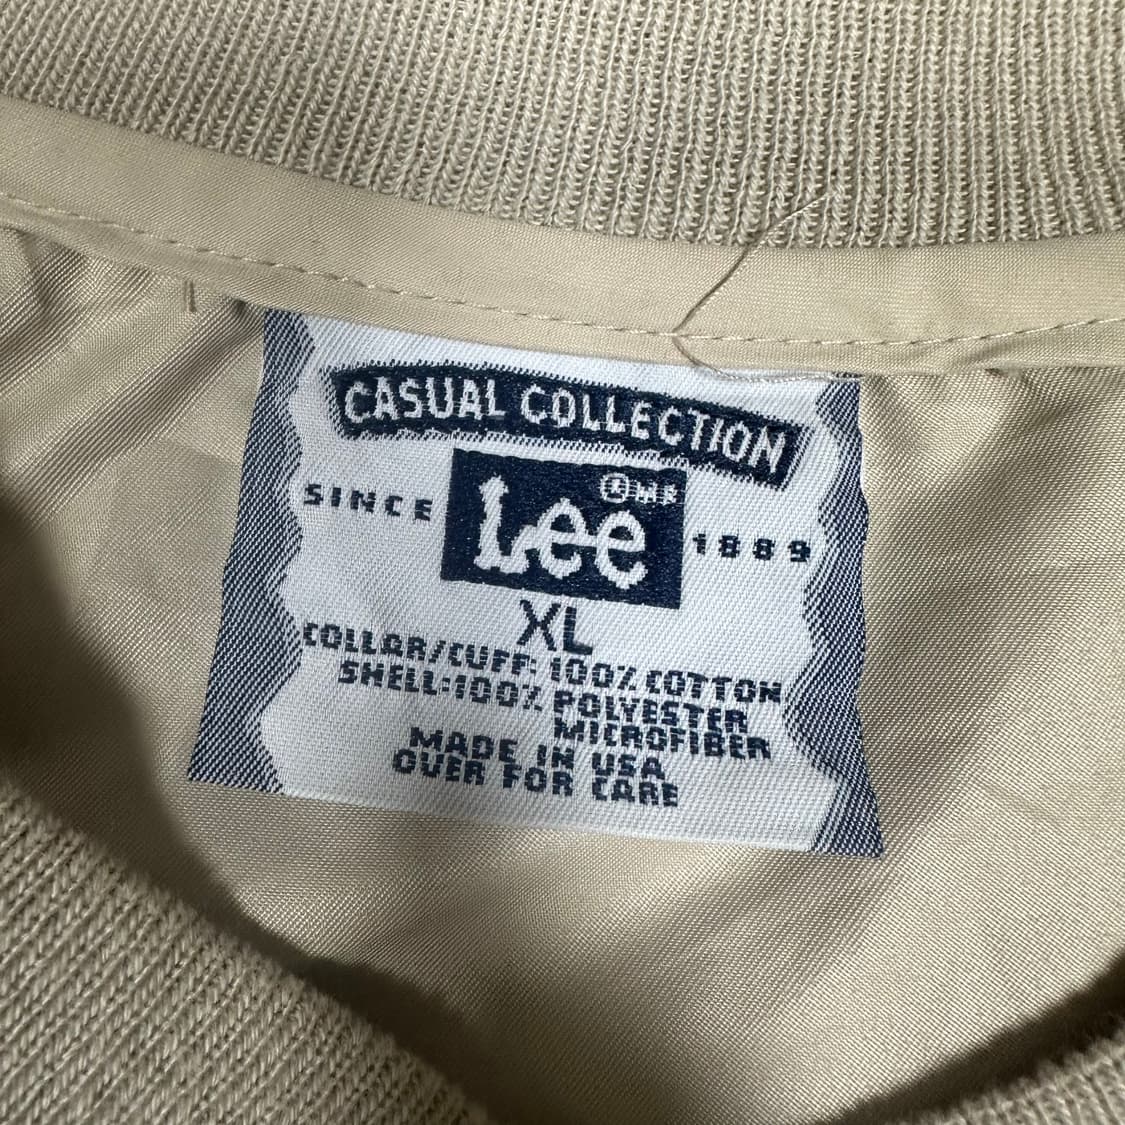 CASUAL COLLECTION
SINCE Lee ® MR 1889
XL
COLLAR/CUFF: 100% COTTON
SHELL:100% POLYESTER
MICROFIBER
MADE IN USA
OVER FOR CARE